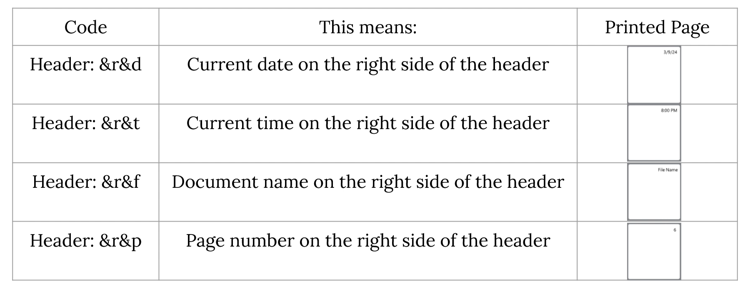 Code This means: Printed Page
Header: &r&d Current date on the right side of the header 5/9/24
Header: &r&t Current time on the right side of the header 8:00 PM
Header: &r&f Document name on the right side of the header File Name
Header: &r&p Page number on the right side of the header